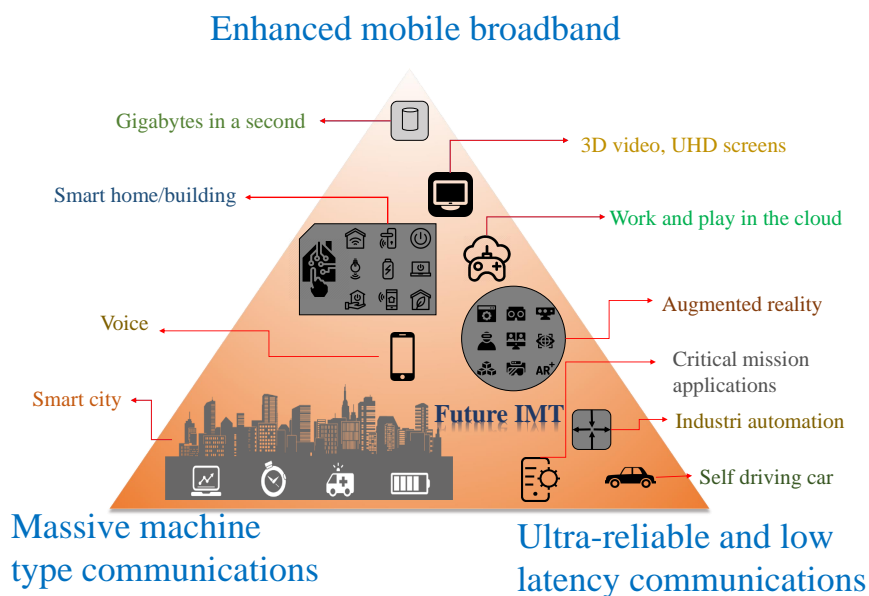 Enhanced mobile broadband
Gigabytes in a second
3D video, UHD screens
Smart home/building
Work and play in the cloud
Augmented reality
Voice
Critical mission
applications
Smart city
Future IMT
Industri automation
AR+
Self driving car
Massive machine
type communications
Ultra-reliable and low
latency communications